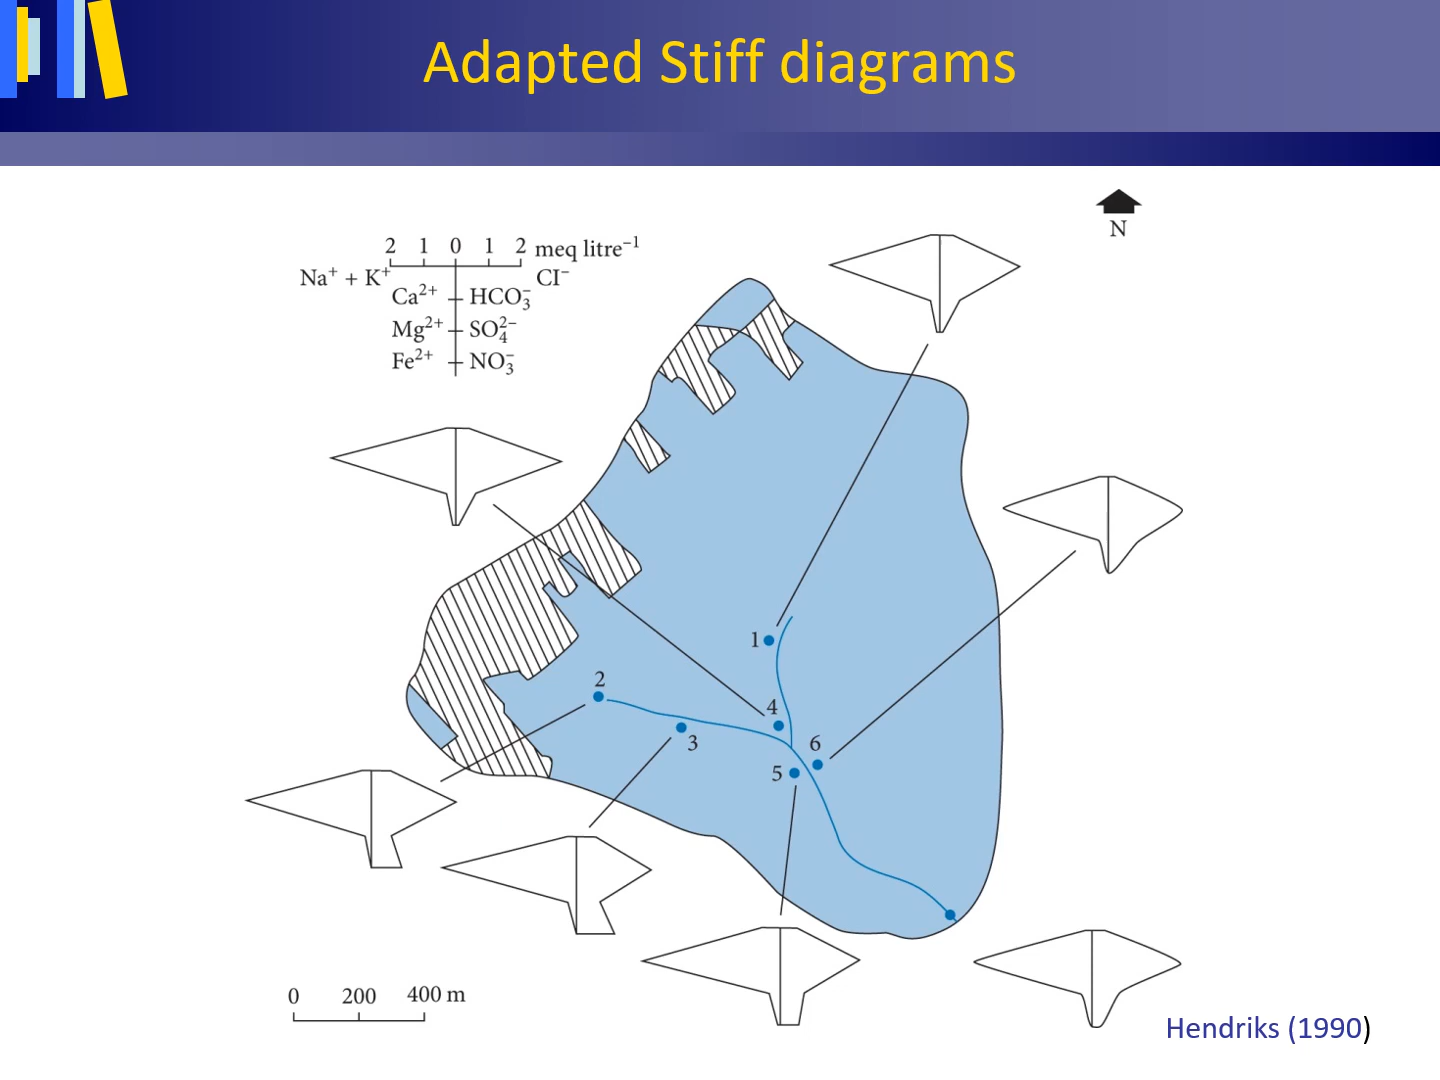 Adapted Stiff diagrams
N
2 1 0 1 2 meq litre⁻¹
Na⁺ + K⁺ Cl⁻
Ca²⁺ HCO₃⁻
Mg²⁺ SO₄²⁻
Fe²⁺ NO₃⁻
1
2
4
3
6
5
0 200 400 m
Hendriks (1990)